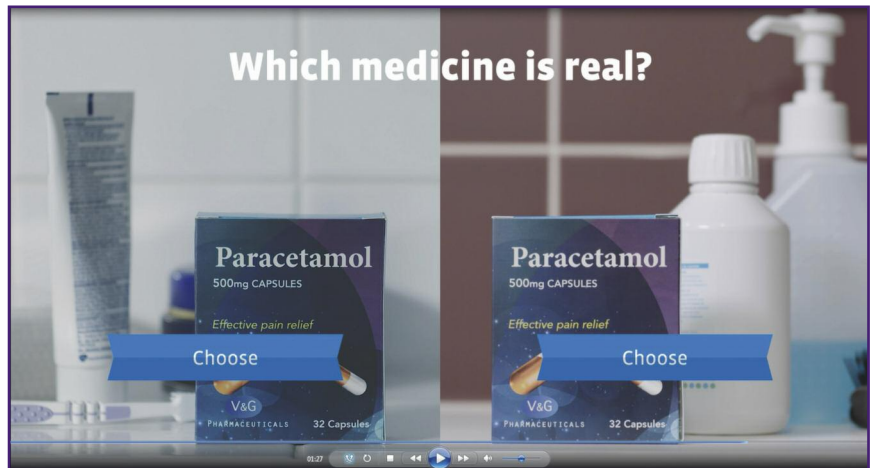 Which medicine is real?
Paracetamol
500mg CAPSULES
Effective pain relief
Choose
V&G
PHARMACEUTICALS 32 Capsules
Paracetamol
500mg CAPSULES
Effective pain relief
Choose
V&G
PHARMACEUTICALS 32 Capsules
01:27